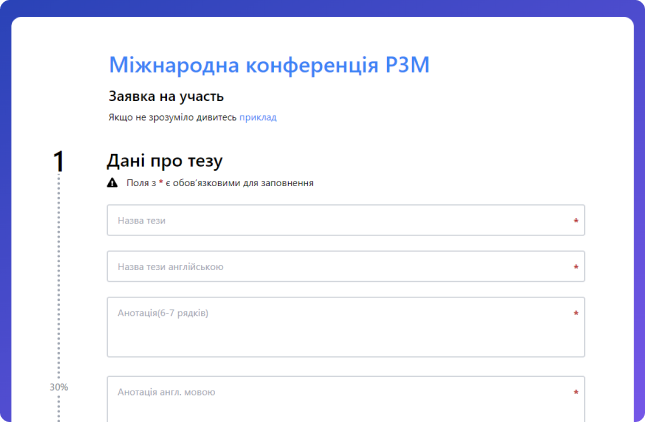 Міжнародна конференція РЗМ
Заявка на участь
Якщо не зрозуміло дивитесь приклад
1
Дані про тезу
Поля з * є обов'язковими для заповнення
Назва тези *
Назва тези англійською *
Анотація(6-7 рядків) *
30%
Анотація англ. мовою *